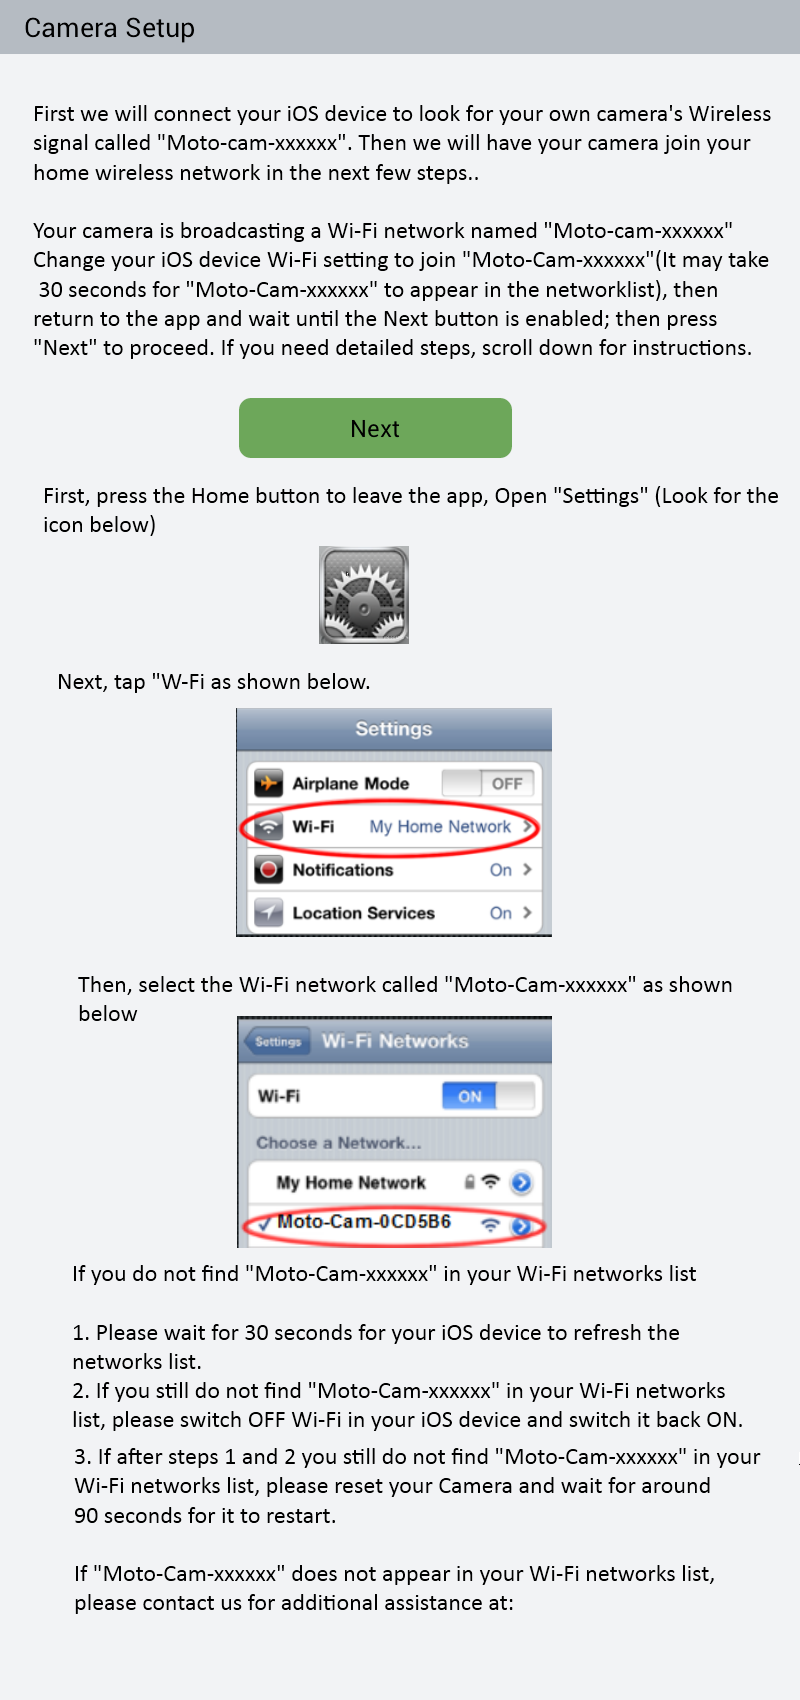 Camera Setup
First we will connect your iOS device to look for your own camera's Wireless
signal called "Moto-cam-xxxxxx". Then we will have your camera join your
home wireless network in the next few steps..
Your camera is broadcasting a Wi-Fi network named "Moto-cam-xxxxxx"
Change your iOS device Wi-Fi setting to join "Moto-Cam-xxxxxx"(It may take
30 seconds for "Moto-Cam-xxxxxx" to appear in the networklist), then
return to the app and wait until the Next button is enabled; then press
"Next" to proceed. If you need detailed steps, scroll down for instructions.
Next
First, press the Home button to leave the app, Open "Settings" (Look for the
icon below)
Next, tap "W-Fi as shown below.
Settings
Airplane Mode OFF
Wi-Fi My Home Network
Notifications On
Location Services On
Then, select the Wi-Fi network called "Moto-Cam-xxxxxx" as shown
below
Settings Wi-Fi Networks
Wi-Fi ON
Choose a Network...
My Home Network
Moto-Cam-0CD5B6
If you do not find "Moto-Cam-xxxxxx" in your Wi-Fi networks list
1. Please wait for 30 seconds for your iOS device to refresh the
networks list.
2. If you still do not find "Moto-Cam-xxxxxx" in your Wi-Fi networks
list, please switch OFF Wi-Fi in your iOS device and switch it back ON.
3. If after steps 1 and 2 you still do not find "Moto-Cam-xxxxxx" in your
Wi-Fi networks list, please reset your Camera and wait for around
90 seconds for it to restart.
If "Moto-Cam-xxxxxx" does not appear in your Wi-Fi networks list,
please contact us for additional assistance at: